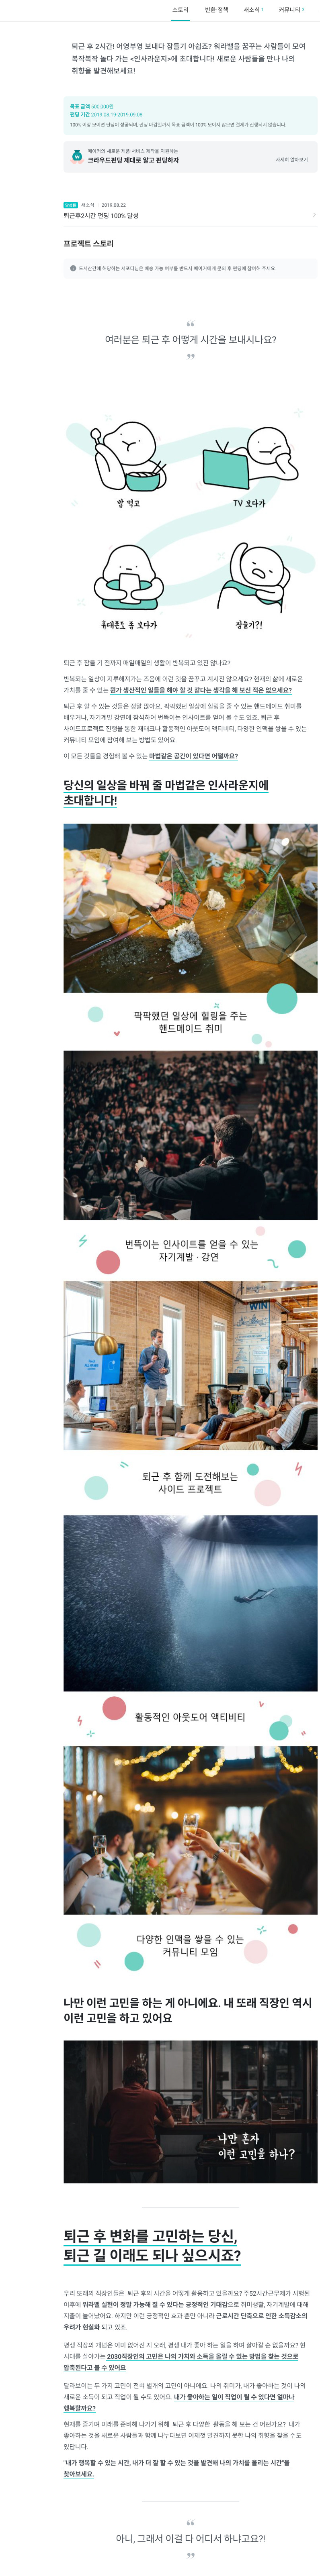 스토리
반환·정책
새소식 1
커뮤니티 8
퇴근 후 2시간! 어영부영 보내다 잠들기 아쉽죠? 워라밸을 꿈꾸는 사람들이 모여
북작북작 놀다 가는 <인사라운지>에 초대합니다! 새로운 사람들을 만나 나의
취향을 발견해보세요!
목표 금액 500,000원
펀딩 기간 2019.06.19-2019.09.08
100% 이상 모이면 펀딩이 성공되며, 펀딩 마감일까지 목표 금액이 100% 모이지 않으면 결제가 진행되지 않습니다.
메이커의 새로운 제품·서비스 제작을 지원하는
크라우드펀딩 제대로 알고 펀딩하자
자세히 알아보기
새소식 · 2019.08.22
퇴근후2시간 펀딩 100% 달성
프로젝트 스토리
도서산간에 해당하는 서포터님은 배송 가능 여부를 반드시 메이커에게 문의 후 펀딩에 참여해 주세요.
“
여러분은 퇴근 후 어떻게 시간을 보내시나요?
”
밥 먹고
TV 보다가
휴대폰도 좀 보다가
잠들기?!
퇴근 후 잠들 기 전까지 매일매일의 생활이 반복되고 있진 않나요?
반복되는 일상이 지루해져가는 즈음에 이런 것을 꿈꾸고 계시진 않으세요? 현재의 삶에 새로운
가치를 줄 수 있는 뭔가 생산적인 일들을 해야 할 것 같다는 생각을 해 보신 적은 없으세요?
퇴근 후 할 수 있는 것들은 정말 많아요. 팍팍했던 일상에 힐링을 줄 수 있는 핸드메이드 취미를
배우거나, 자기계발 강연에 참석하여 번뜩이는 인사이트를 얻어 볼 수도 있죠. 퇴근 후
사이드프로젝트 진행을 통한 재테크나 활동적인 아웃도어 액티비티, 다양한 인맥을 쌓을 수 있는
커뮤니티 모임에 참여해 보는 방법도 있어요.
이 모든 것들을 경험해 볼 수 있는 마법같은 공간이 있다면 어떨까요?
당신의 일상을 바꿔 줄 마법같은 인사라운지에
초대합니다!
팍팍했던 일상에 힐링을 주는
핸드메이드 취미
번뜩이는 인사이트를 얻을 수 있는
자기계발 · 강연
WIN
퇴근 후 함께 도전해보는
사이드 프로젝트
활동적인 아웃도어 액티비티
다양한 인맥을 쌓을 수 있는
커뮤니티 모임
나만 이런 고민을 하는 게 아니에요. 내 또래 직장인 역시
이런 고민을 하고 있어요
나만 혼자
이런 고민을 하나?
퇴근 후 변화를 고민하는 당신,
퇴근 길 이래도 되나 싶으시죠?
우리 또래의 직장인들은 퇴근 후의 시간을 어떻게 활용하고 있을까요? 주52시간근무제가 시행된
이후에 워라밸 실현이 정말 가능해 질 수 있다는 긍정적인 기대감으로 취미생활, 자기계발에 대해
지출이 늘어났어요. 하지만 이런 긍정적인 효과 뿐만 아니라 근로시간 단축으로 인한 소득감소의
우려가 현실화 되고 있죠.
평생 직장의 개념은 이미 없어진 지 오래, 평생 내가 좋아 하는 일을 하며 살아갈 순 없을까요? 현
시대를 살아가는 2030직장인의 고민은 나의 가치와 소득을 올릴 수 있는 방법을 찾는 것으로
압축된다고 볼 수 있어요
달라보이는 두 가지 고민이 전혀 별개의 고민이 아니에요. 나의 취미가, 내가 좋아하는 것이 나의
새로운 소득이 되고 직업이 될 수도 있어요. 내가 좋아하는 일이 직업이 될 수 있다면 얼마나
행복할까요?
현재를 즐기며 미래를 준비해 나가기 위해 퇴근 후 다양한 활동을 해 보는 건 어떤가요? 내가
좋아하는 것을 새로운 사람들과 함께 나누다보면 이제껏 발견하지 못한 나의 취향을 찾을 수도
있답니다.
"내가 행복할 수 있는 시간, 내가 더 잘 할 수 있는 것을 발견해 나의 가치를 올리는 시간"을
찾아보세요.
“
아니, 그래서 이걸 다 어디서 하냐고요?!
”